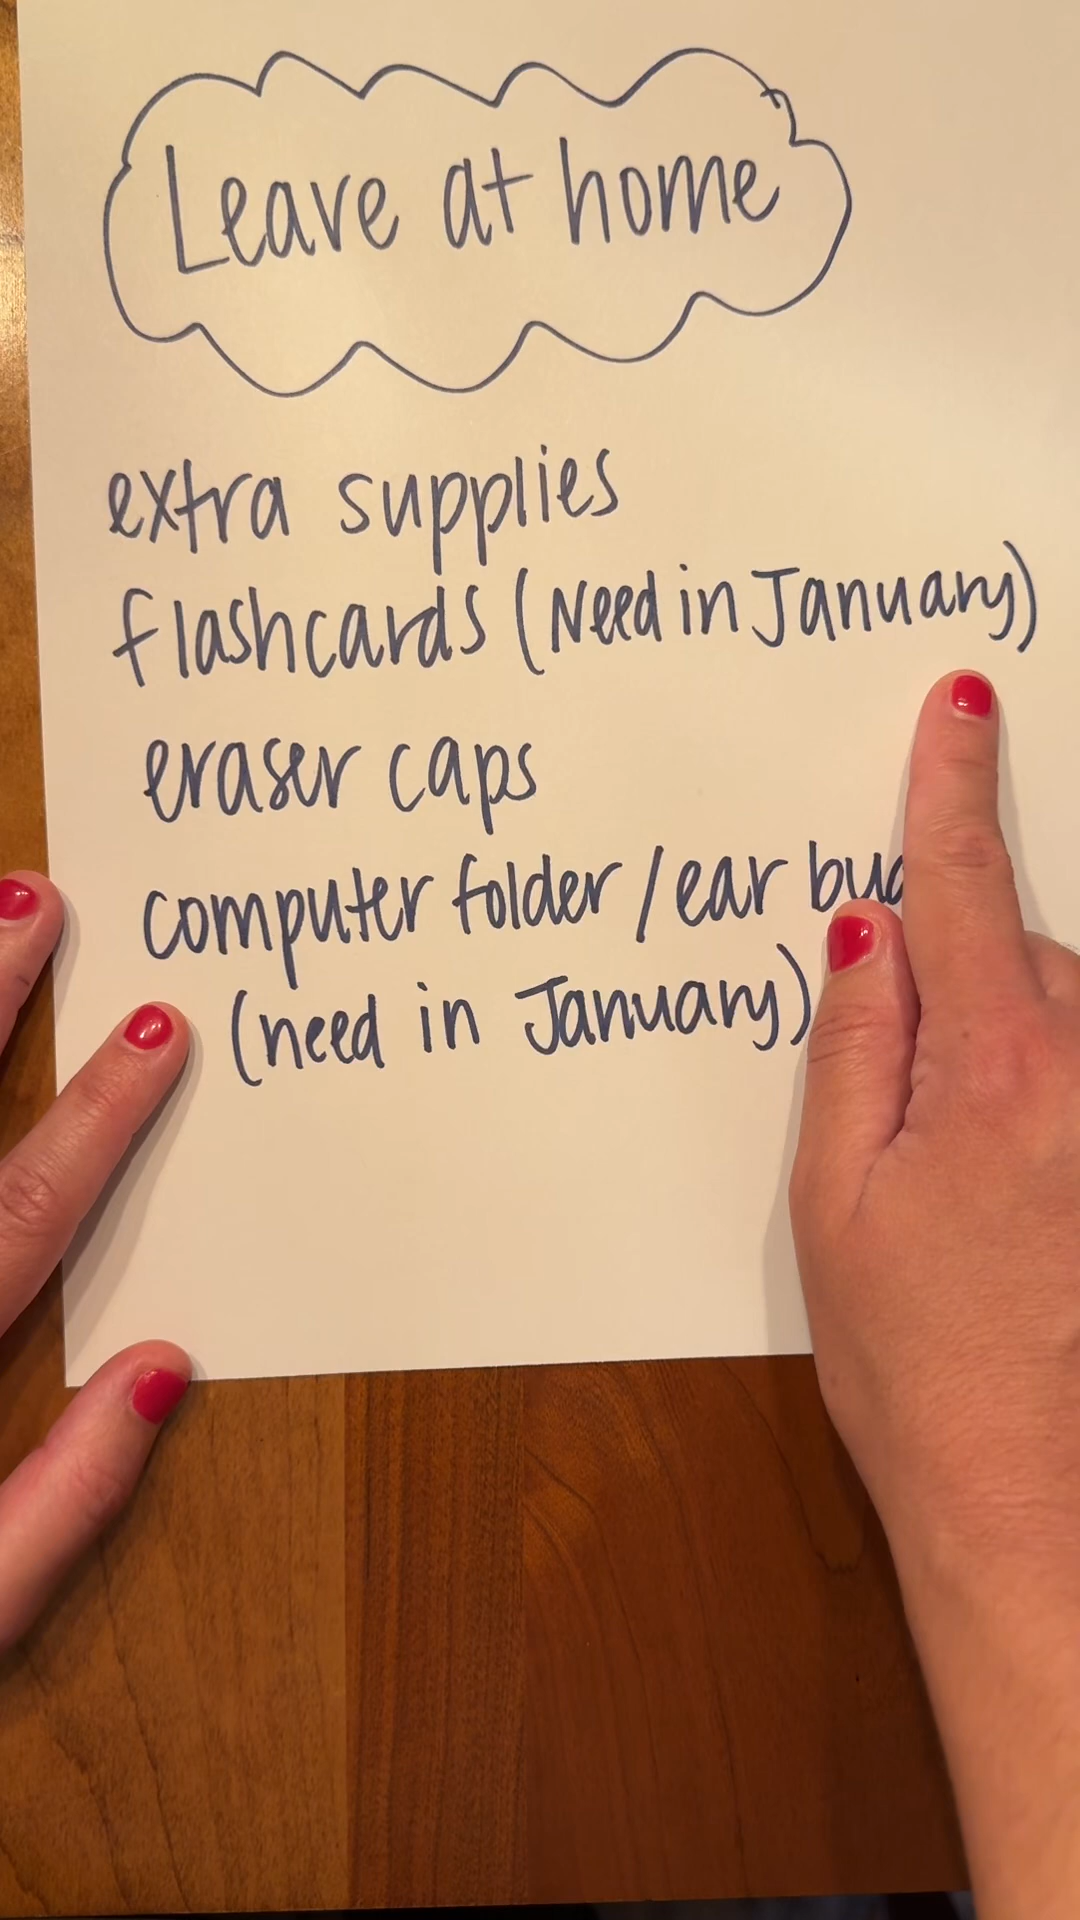 Leave at home
extra supplies
flashcards (Need in January)
eraser caps
computer folder / ear
(need in January)